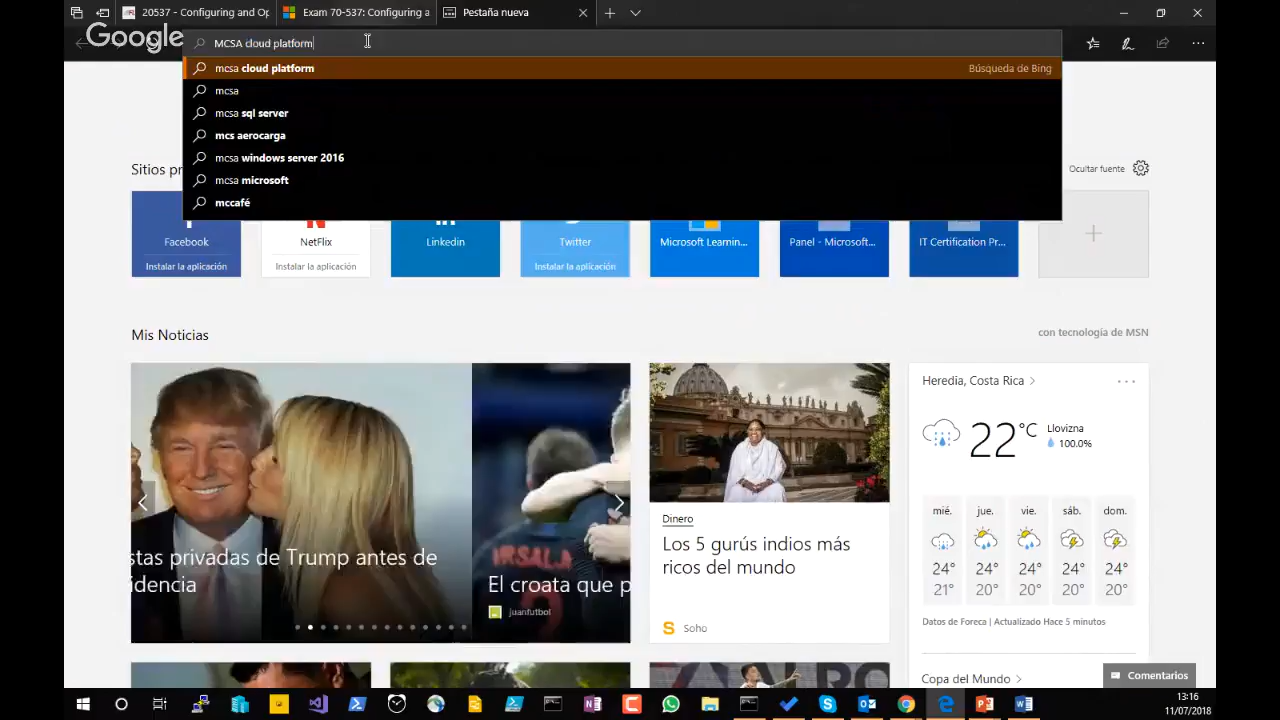 20537 - Configuring and Op
Exam 70-537: Configuring a
Pestaña nueva
Google
MCSA cloud platform
mcsa cloud platform
Búsqueda de Bing
mcsa
mcsa sql server
mcs aerocarga
mcsa windows server 2016
mcsa microsoft
mccafé
Sitios pr
Ocultar fuente
Facebook
Instalar la aplicación
NetFlix
Instalar la aplicación
Linkedin
Twitter
Instalar la aplicación
Microsoft Learnin...
Panel - Microsoft...
IT Certification Pr...
Mis Noticias
con tecnología de MSN
stas privadas de Trump antes de
idencia
El croata que p
juanfutbol
Dinero
Los 5 gurús indios más
ricos del mundo
Soho
Heredia, Costa Rica
22°C
Llovizna
100.0%
mié. jue. vie. sáb. dom.
24° 24° 24° 24° 24°
21° 20° 20° 20° 20°
Datos de Foreca | Actualizado Hace 5 minutos
Copa del Mundo
Comentarios
13:16
11/07/2018